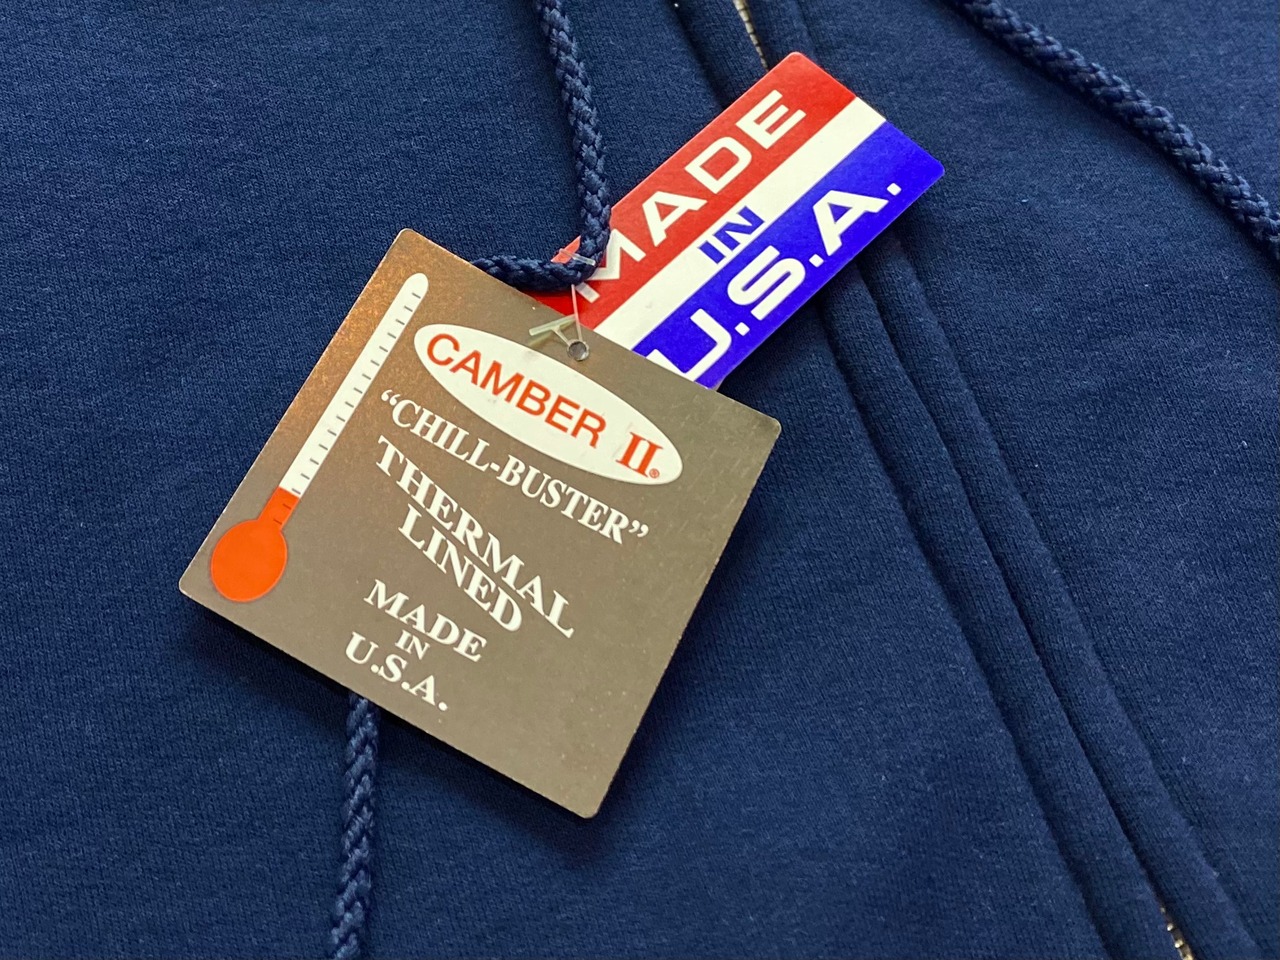 MADE
IN
U.S.A.
CAMBER II®
“CHILL-BUSTER”
THERMAL
LINED
MADE
IN
U.S.A.